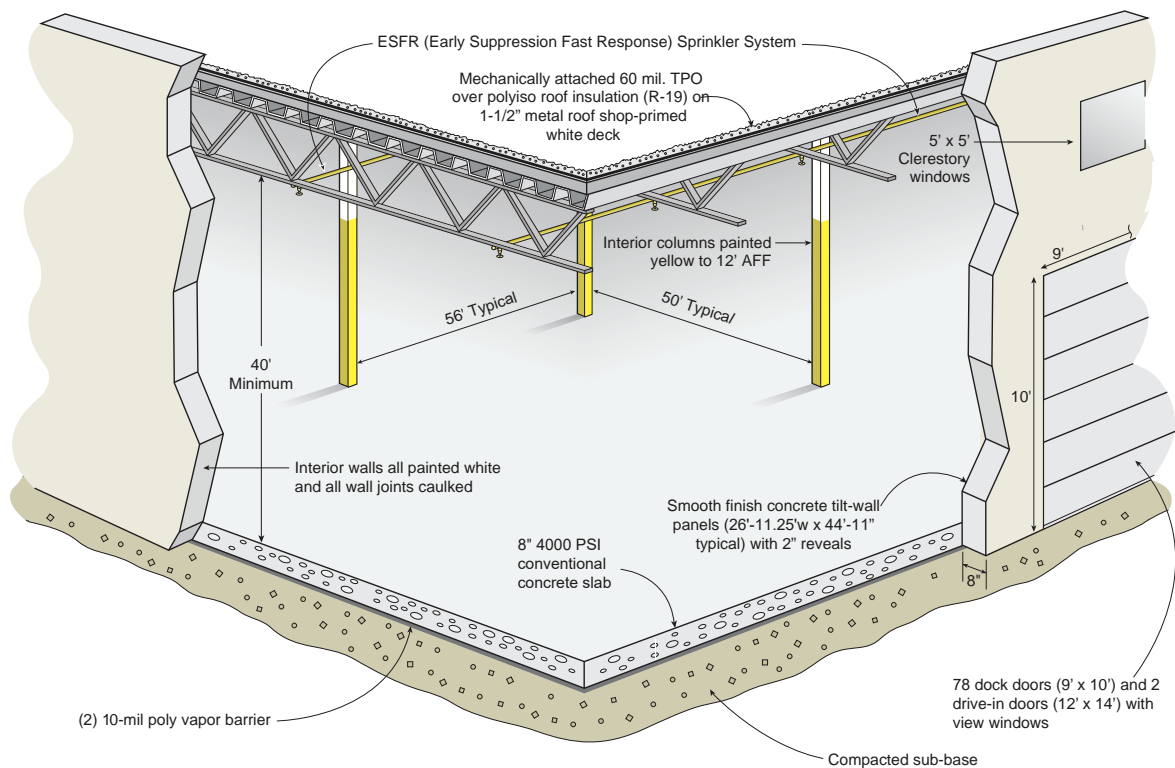 ESFR (Early Suppression Fast Response) Sprinkler System
Mechanically attached 60 mil. TPO
over polyiso roof insulation (R-19) on
1-1/2” metal roof shop-primed
white deck
5’ x 5’
Clerestory
windows
Interior columns painted
yellow to 12’ AFF
9’
56’ Typical
50’ Typical
40’
Minimum
10’
Interior walls all painted white
and all wall joints caulked
Smooth finish concrete tilt-wall
panels (26’-11.25’w x 44’-11”
typical) with 2” reveals
8” 4000 PSI
conventional
concrete slab
8”
78 dock doors (9’ x 10’) and 2
drive-in doors (12’ x 14’) with
view windows
(2) 10-mil poly vapor barrier
Compacted sub-base